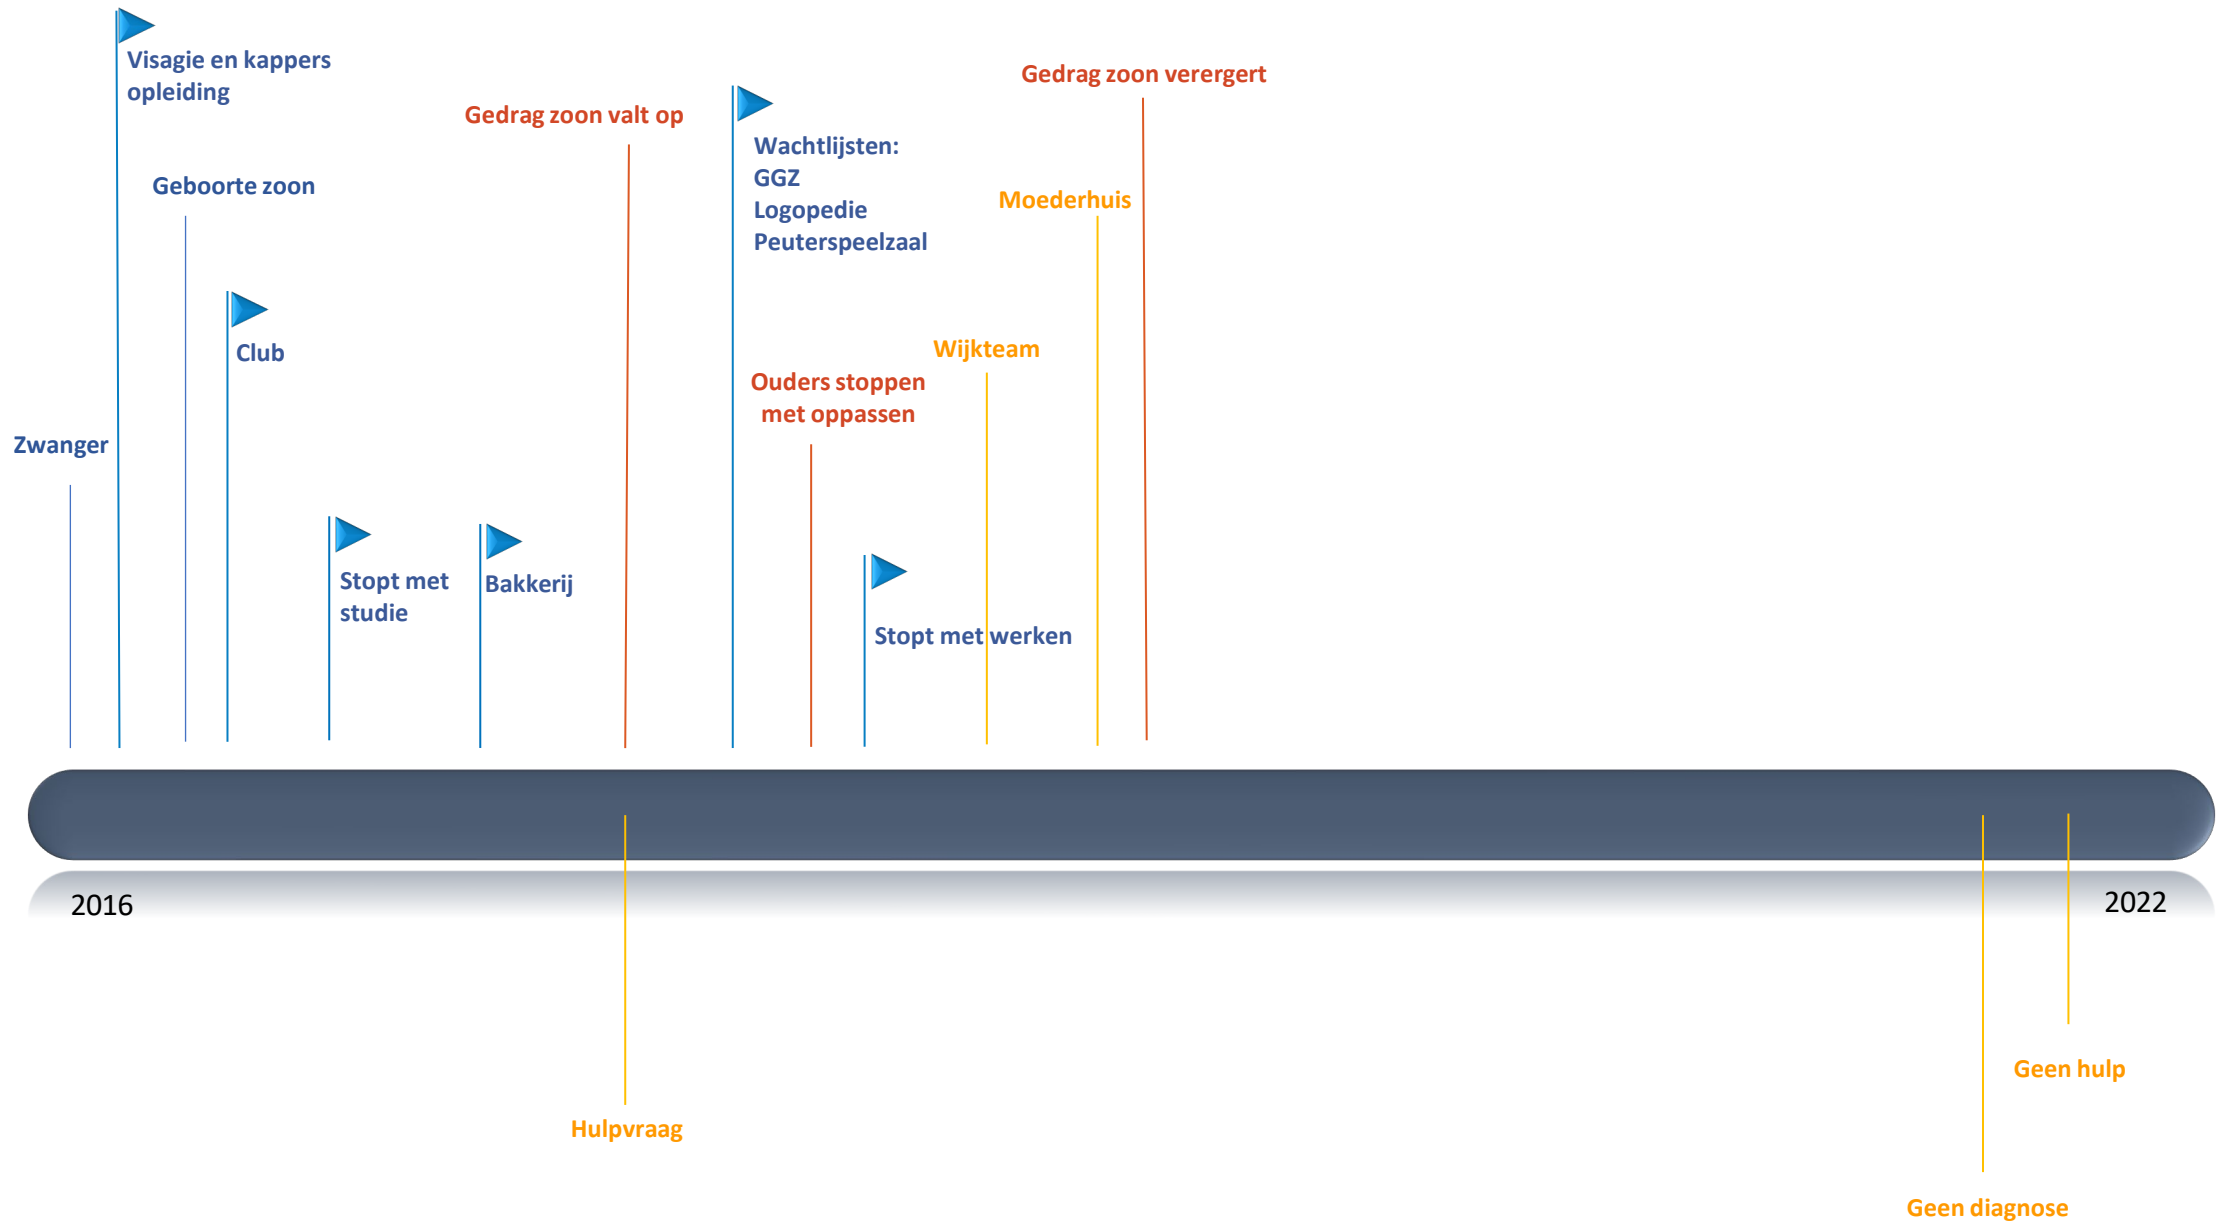 Visagie en kappers
opleiding
Gedrag zoon verergert
Gedrag zoon valt op
Wachtlijsten:
GGZ
Logopedie
Peuterspeelzaal
Geboorte zoon
Moederhuis
Club
Wijkteam
Ouders stoppen
met oppassen
Zwanger
Stopt met
studie
Bakkerij
Stopt met werken
2016
2022
Geen hulp
Hulpvraag
Geen diagnose